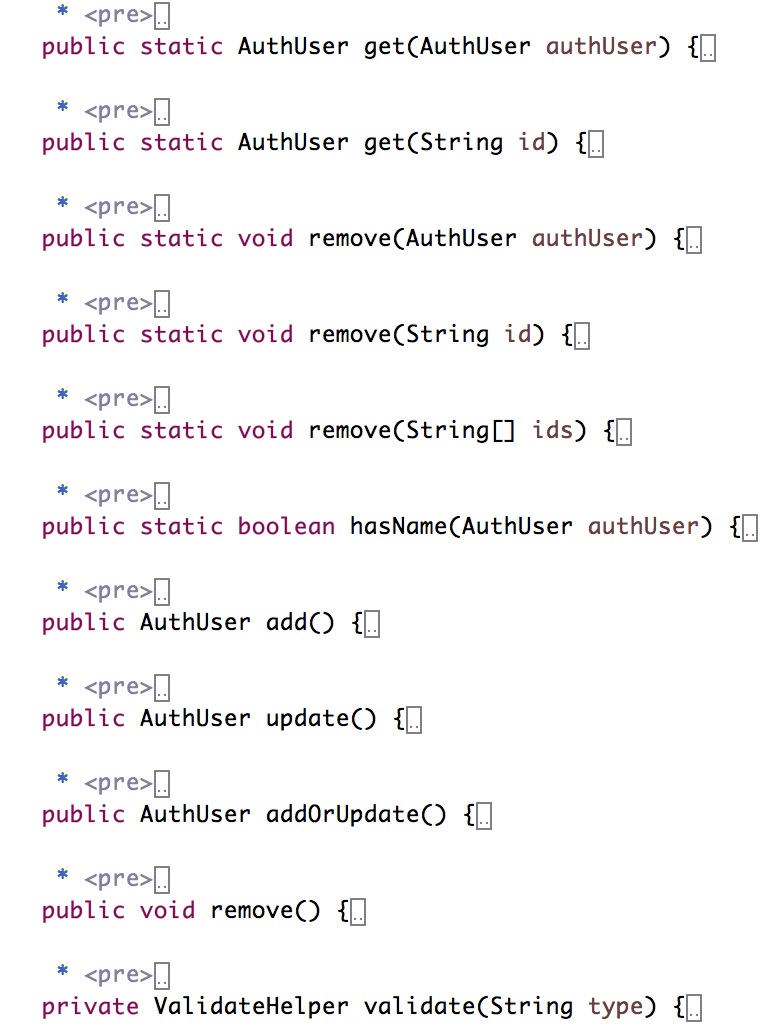 * <pre>
public static AuthUser get(AuthUser authUser) {
* <pre>
public static AuthUser get(String id) {
* <pre>
public static void remove(AuthUser authUser) {
* <pre>
public static void remove(String id) {
* <pre>
public static void remove(String[] ids) {
* <pre>
public static boolean hasName(AuthUser authUser) {
* <pre>
public AuthUser add() {
* <pre>
public AuthUser update() {
* <pre>
public AuthUser addOrUpdate() {
* <pre>
public void remove() {
* <pre>
private ValidateHelper validate(String type) {